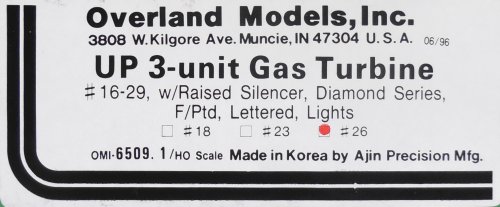 Overland Models, Inc.
3808 W. Kilgore Ave. Muncie, IN 47304 U.S.A. 06/96
UP 3-unit Gas Turbine
#16-29, w/Raised Silencer, Diamond Series,
F/Ptd, Lettered, Lights
#18 #23 #26
OMI-6509.1/HO Scale Made in Korea by Ajin Precision Mfg.